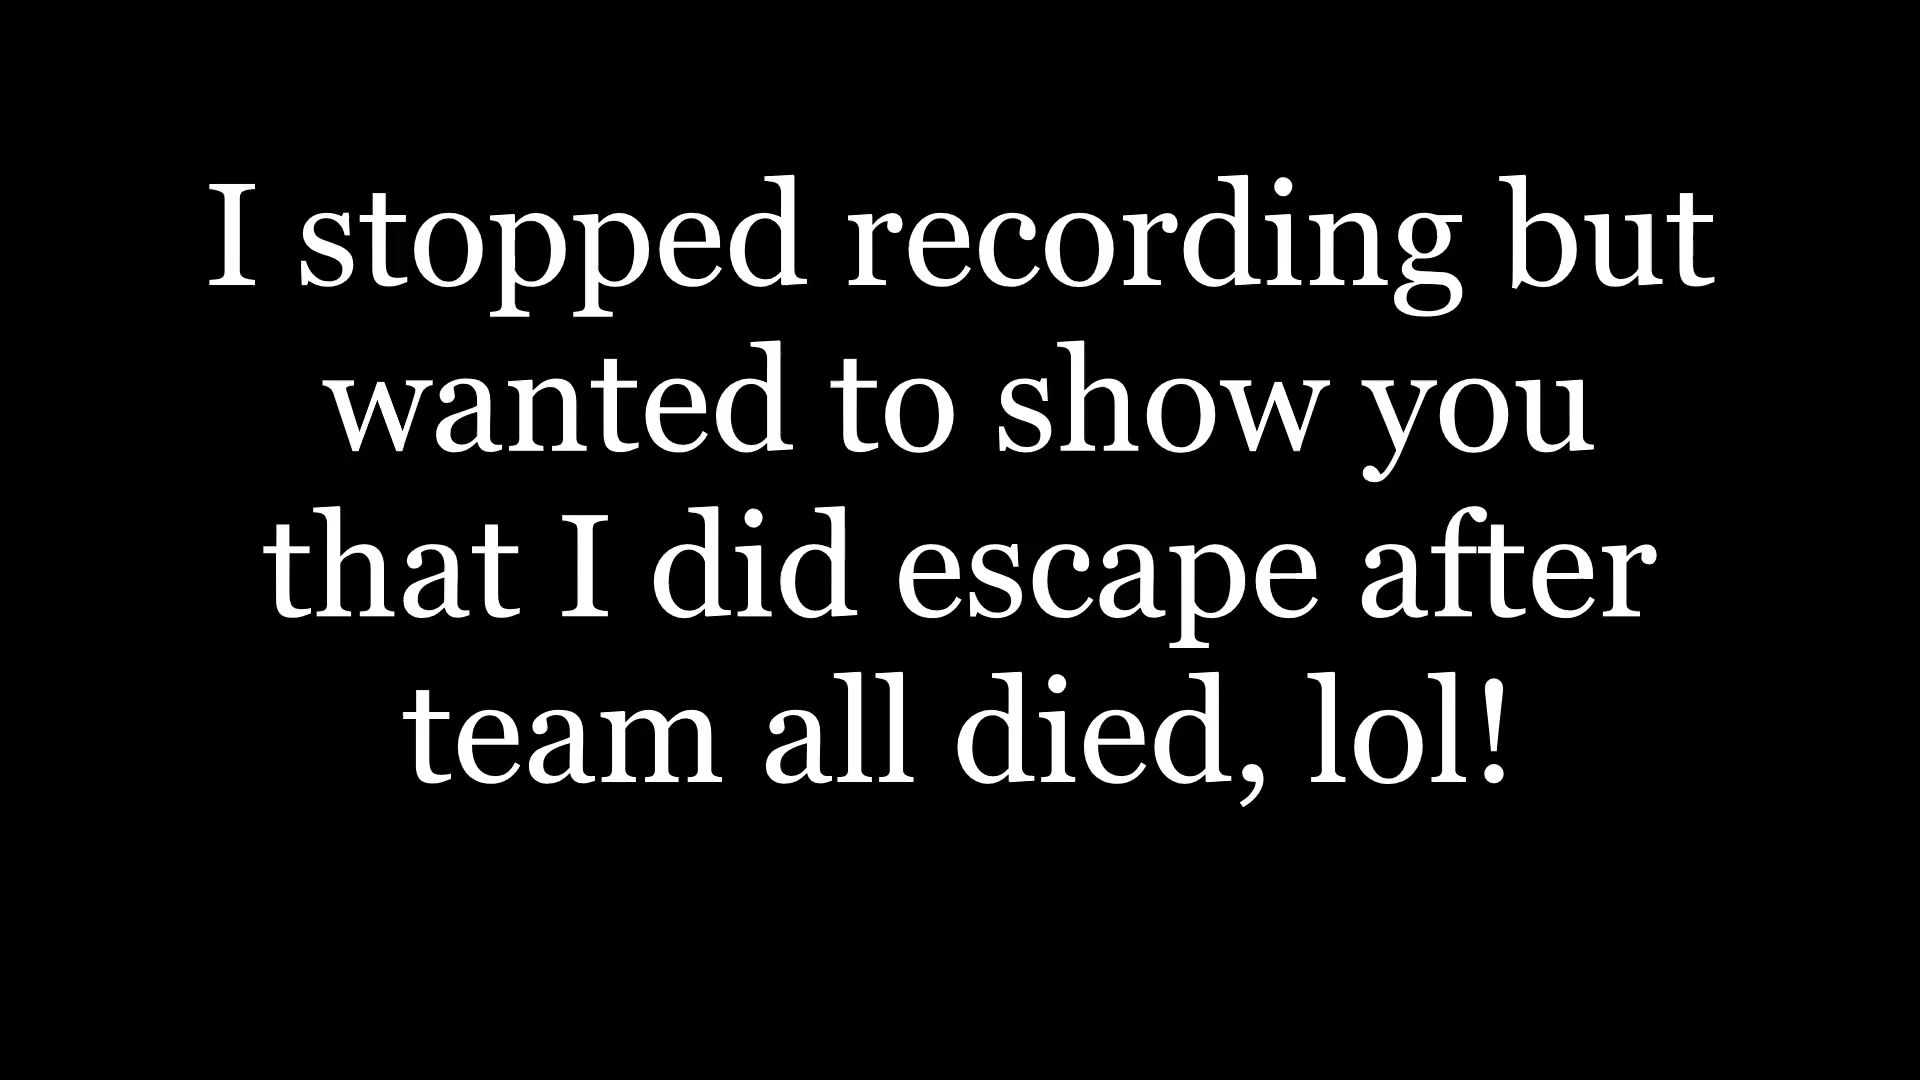 I stopped recording but
wanted to show you
that I did escape after
team all died, lol!